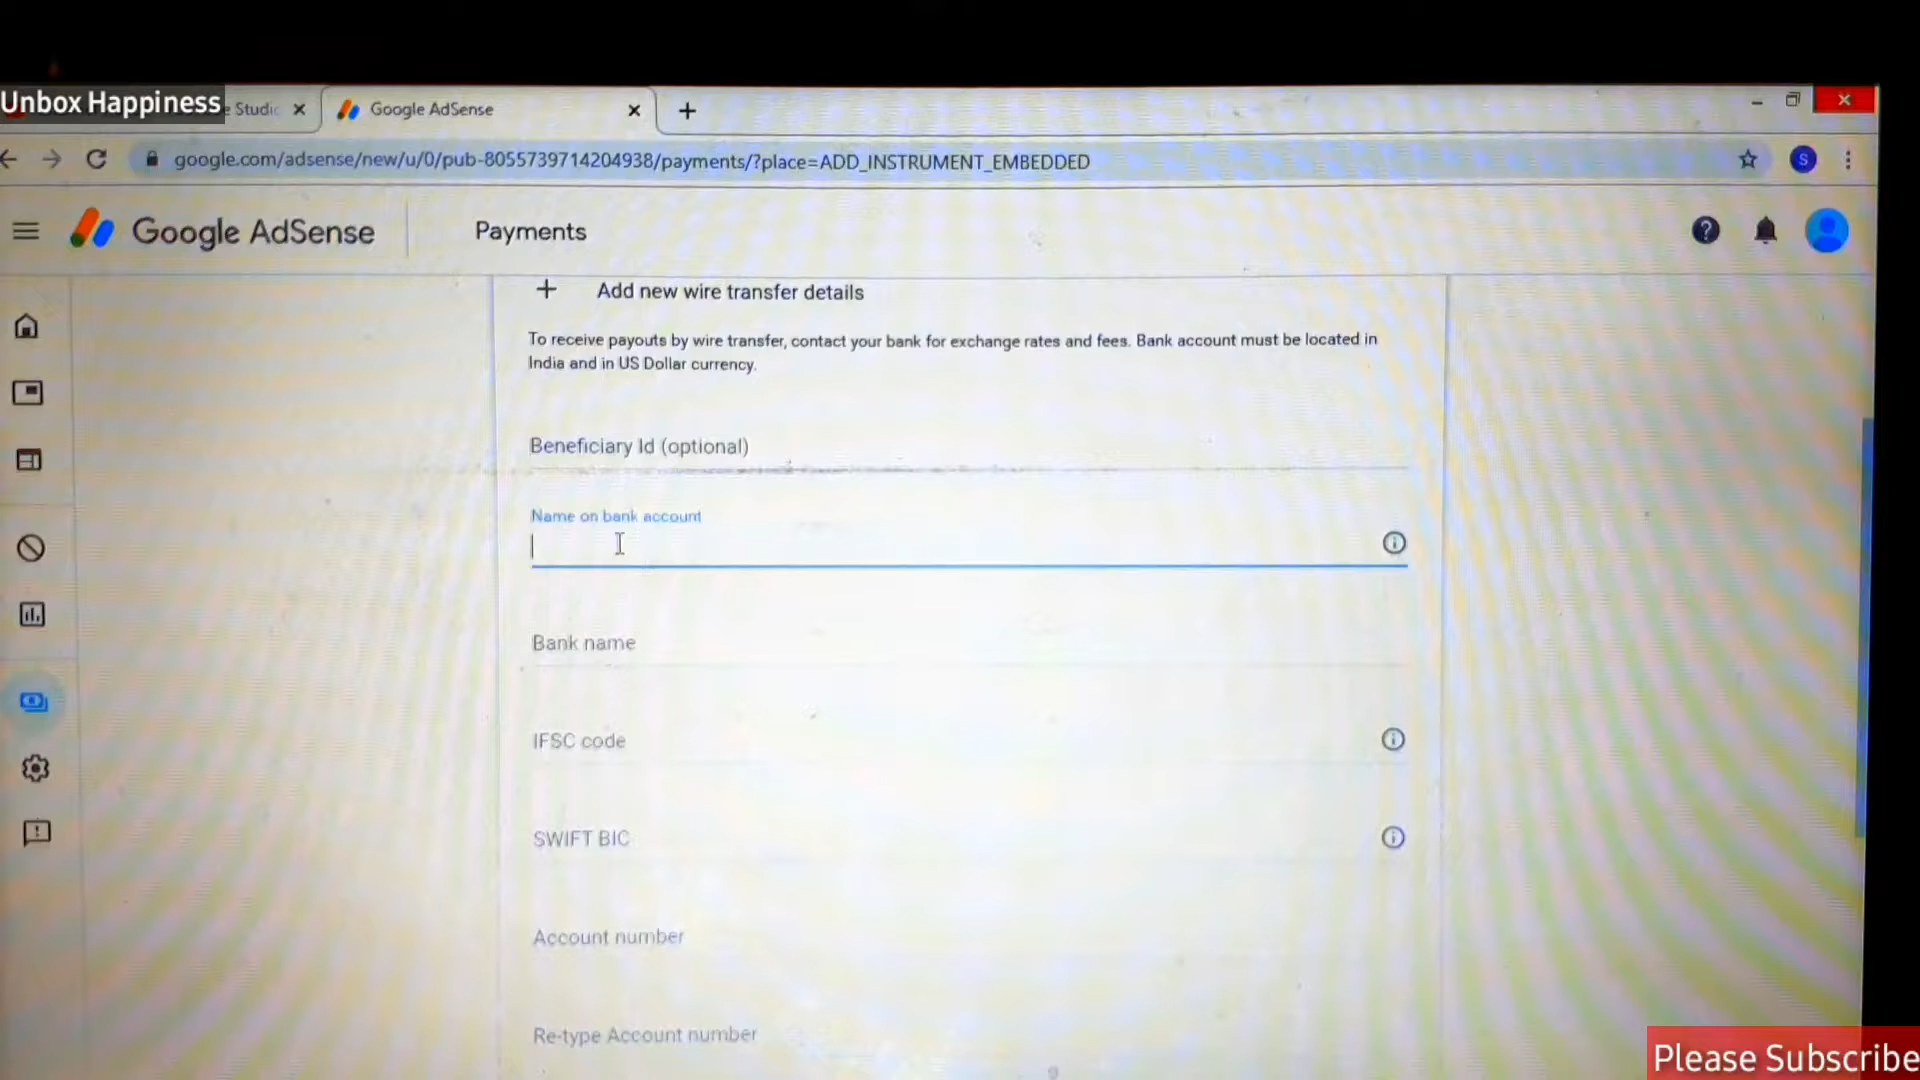 Unbox Happiness
e Studio
Google AdSense
google.com/adsense/new/u/0/pub-8055739714204938/payments/?place=ADD_INSTRUMENT_EMBEDDED
S
Google AdSense
Payments
Add new wire transfer details
To receive payouts by wire transfer, contact your bank for exchange rates and fees. Bank account must be located in
India and in US Dollar currency.
Beneficiary Id (optional)
Name on bank account
Bank name
IFSC code
SWIFT BIC
Account number
Re-type Account number
Please Subscribe